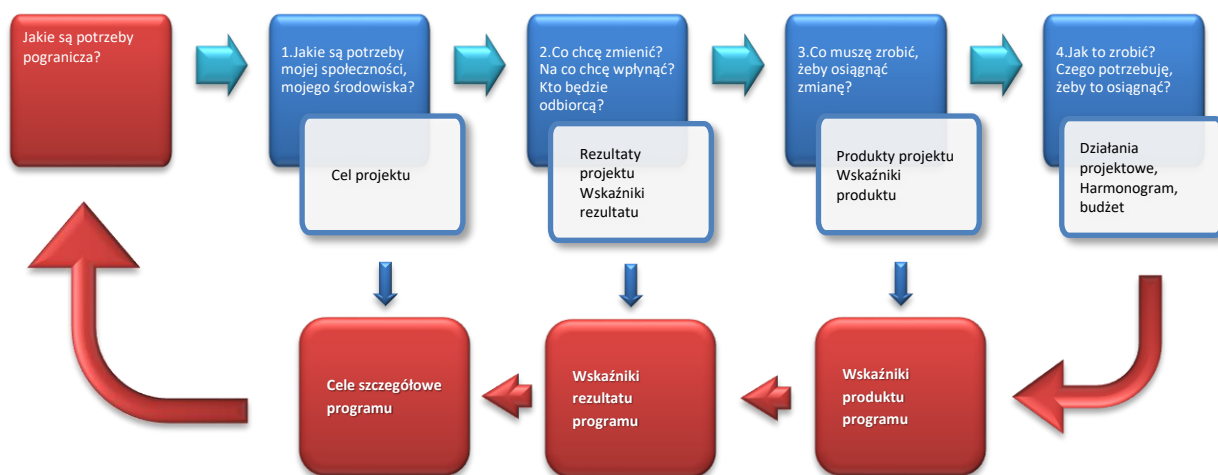 Jakie są potrzeby
pogranicza?
1.Jakie są potrzeby
mojej społeczności,
mojego środowiska?
Cel projektu
2.Co chcę zmienić?
Na co chcę wpłynąć?
Kto będzie
odbiorcą?
Rezultaty
projektu
Wskaźniki
rezultatu
3.Co muszę zrobić,
żeby osiągnąć
zmianę?
Produkty projektu
Wskaźniki
produktu
4.Jak to zrobić?
Czego potrzebuję,
żeby to osiągnąć?
Działania
projektowe,
Harmonogram,
budżet
Cele szczegółowe
programu
Wskaźniki
rezultatu
programu
Wskaźniki
produktu
programu